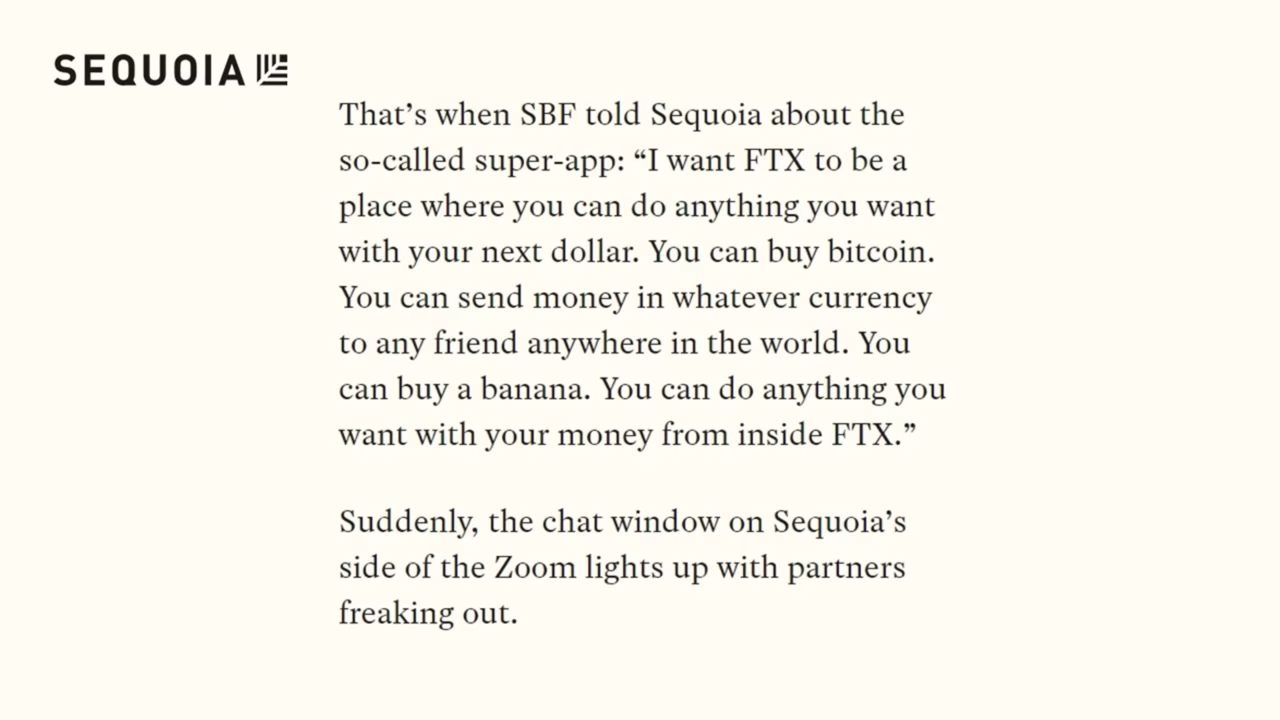 SEQUOIA
That’s when SBF told Sequoia about the
so-called super-app: “I want FTX to be a
place where you can do anything you want
with your next dollar. You can buy bitcoin.
You can send money in whatever currency
to any friend anywhere in the world. You
can buy a banana. You can do anything you
want with your money from inside FTX.”
Suddenly, the chat window on Sequoia’s
side of the Zoom lights up with partners
freaking out.